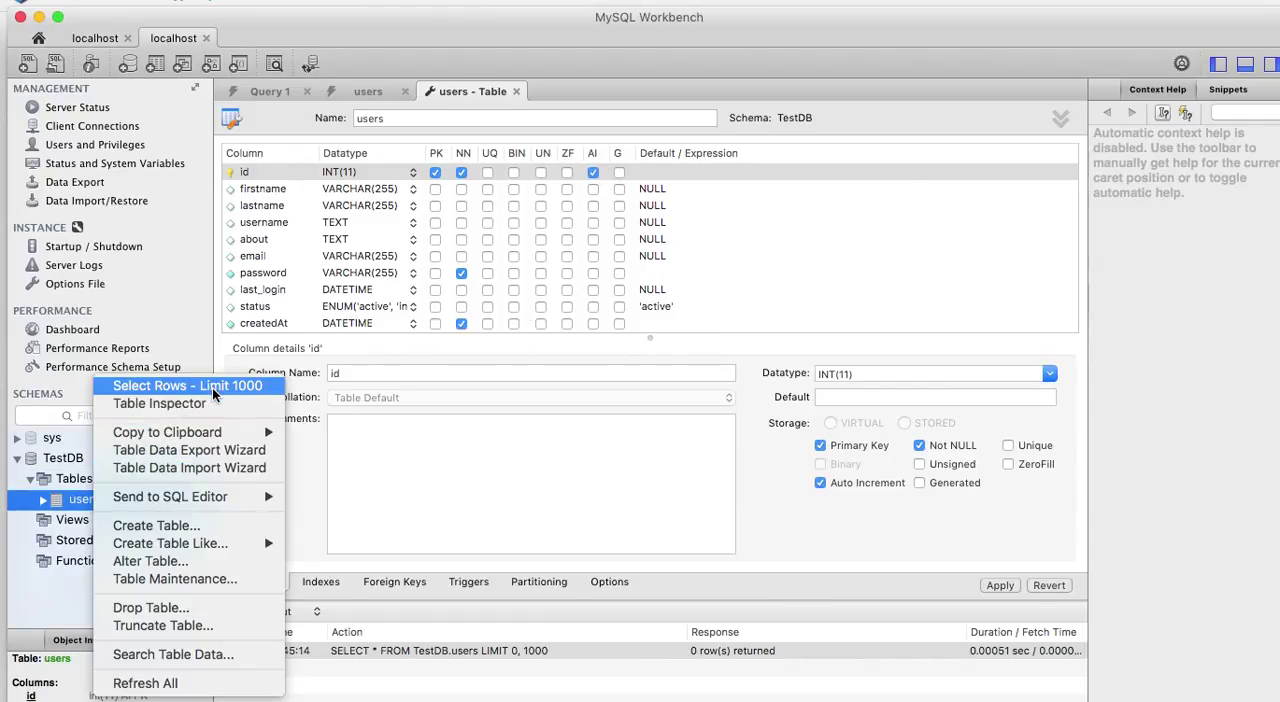 MySQL Workbench
localhost ×
localhost ×
MANAGEMENT
Server Status
Client Connections
Users and Privileges
Status and System Variables
Data Export
Data Import/Restore
INSTANCE
Startup / Shutdown
Server Logs
Options File
PERFORMANCE
Dashboard
Performance Reports
Performance Schema Setup
SCHEMAS
sys
TestDB
Tables
Views
Select Rows - Limit 1000
Table Inspector
Copy to Clipboard
Table Data Export Wizard
Table Data Import Wizard
Send to SQL Editor
Create Table...
Create Table Like...
Alter Table...
Table Maintenance...
Drop Table...
Truncate Table...
Search Table Data...
Refresh All
Table: users
Columns:
id
Query 1
users
users - Table
Name: users Schema: TestDB
Column Datatype PK NN UQ BIN UN ZF AI G Default / Expression
id INT(11)
firstname VARCHAR(255) NULL
lastname VARCHAR(255) NULL
username TEXT NULL
about TEXT NULL
email VARCHAR(255) NULL
password VARCHAR(255)
last_login DATETIME NULL
status ENUM('active', 'in 'active'
createdAt DATETIME
Column details 'id'
Column Name: id
Table Default
Datatype: INT(11)
Default
Storage: VIRTUAL STORED
Primary Key Not NULL Unique
Binary Unsigned ZeroFill
Auto Increment Generated
Indexes Foreign Keys Triggers Partitioning Options
Apply Revert
Action Response Duration / Fetch Time
45:14 SELECT * FROM TestDB.users LIMIT 0, 1000 0 row(s) returned 0.00051 sec / 0.0000...
Context Help Snippets
Automatic context help is
disabled. Use the toolbar to
manually get help for the curren
caret position or to toggle
automatic help.